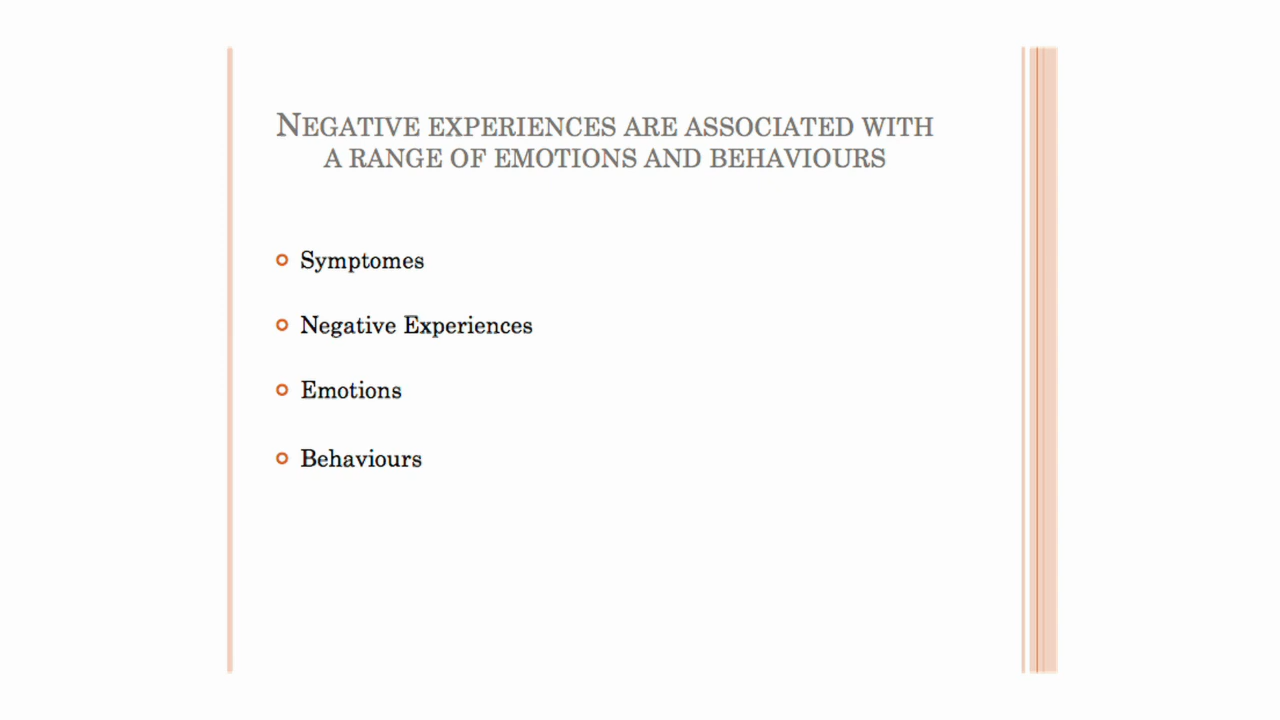 NEGATIVE EXPERIENCES ARE ASSOCIATED WITH
A RANGE OF EMOTIONS AND BEHAVIOURS
Symptomes
Negative Experiences
Emotions
Behaviours